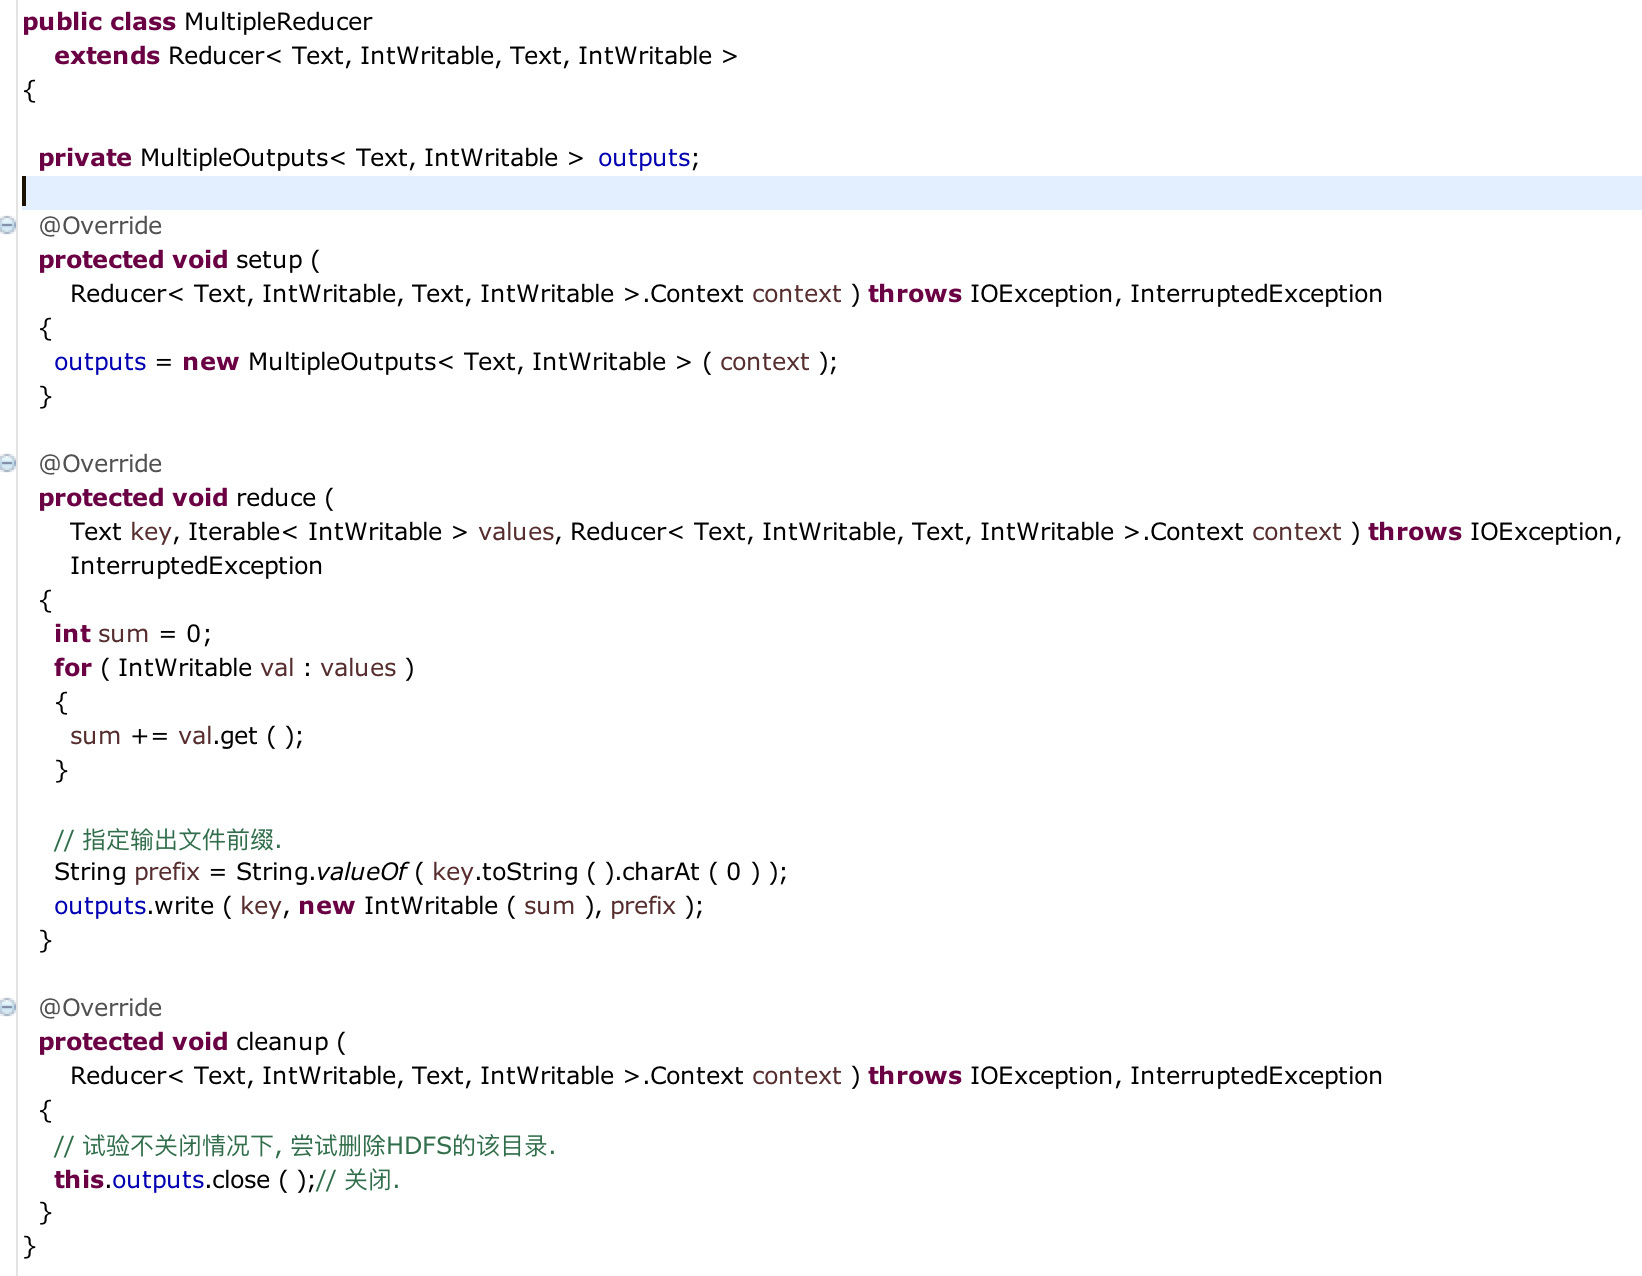 public class MultipleReducer
extends Reducer< Text, IntWritable, Text, IntWritable >
{
private MultipleOutputs< Text, IntWritable > outputs;
@Override
protected void setup (
Reducer< Text, IntWritable, Text, IntWritable >.Context context ) throws IOException, InterruptedException
{
outputs = new MultipleOutputs< Text, IntWritable > ( context );
}
@Override
protected void reduce (
Text key, Iterable< IntWritable > values, Reducer< Text, IntWritable, Text, IntWritable >.Context context ) throws IOException,
InterruptedException
{
int sum = 0;
for ( IntWritable val : values )
{
sum += val.get ( );
}
// 指定输出文件前缀.
String prefix = String.valueOf ( key.toString ( ).charAt ( 0 ) );
outputs.write ( key, new IntWritable ( sum ), prefix );
}
@Override
protected void cleanup (
Reducer< Text, IntWritable, Text, IntWritable >.Context context ) throws IOException, InterruptedException
{
// 试验不关闭情况下, 尝试删除HDFS的该目录.
this.outputs.close ( );// 关闭.
}
}